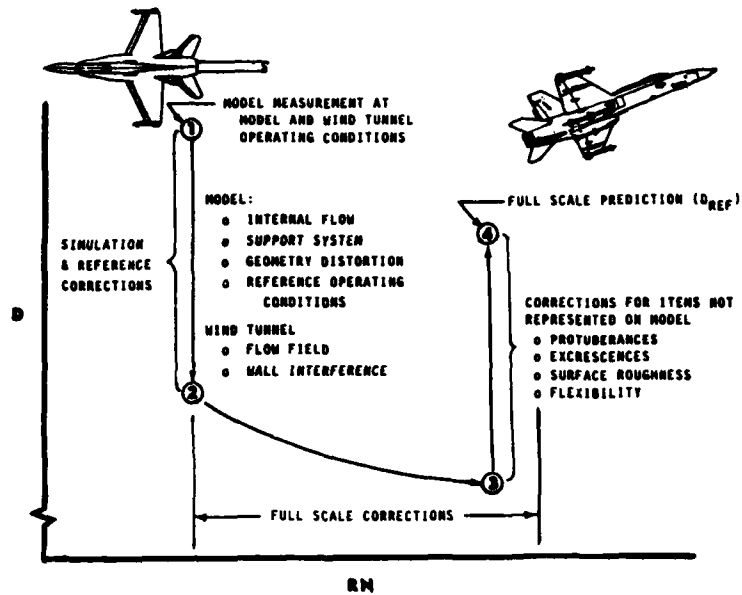 MODEL MEASUREMENT AT
MODEL AND WIND TUNNEL
OPERATING CONDITIONS
1
MODEL:
o INTERNAL FLOW
o SUPPORT SYSTEM
o GEOMETRY DISTORTION
o REFERENCE OPERATING
CONDITIONS
WIND TUNNEL
o FLOW FIELD
o WALL INTERFERENCE
SIMULATION
& REFERENCE
CORRECTIONS
D
2
FULL SCALE PREDICTION (DREF)
4
CORRECTIONS FOR ITEMS NOT
REPRESENTED ON MODEL
o PROTUBERANCES
o EXCRESCENCES
o SURFACE ROUGHNESS
o FLEXIBILITY
3
FULL SCALE CORRECTIONS
RN